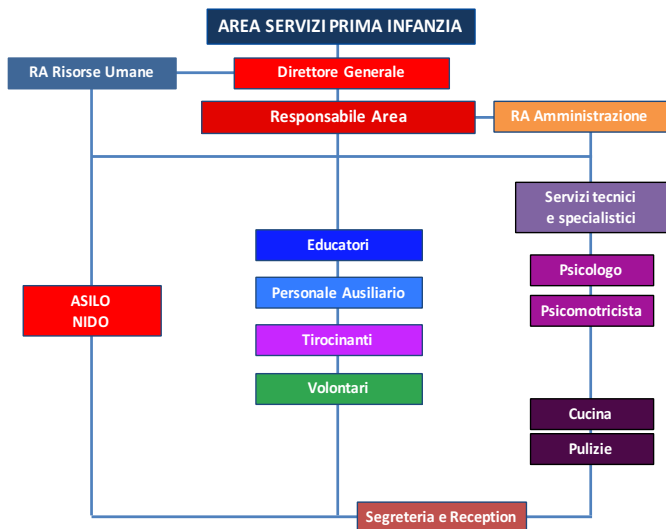 AREA SERVIZI PRIMA INFANZIA
RA Risorse Umane
Direttore Generale
Responsabile Area
RA Amministrazione
Servizi tecnici
e specialistici
Educatori
Psicologo
Personale Ausiliario
ASILO
NIDO
Psicomotricista
Tirocinanti
Volontari
Cucina
Pulizie
Segreteria e Reception